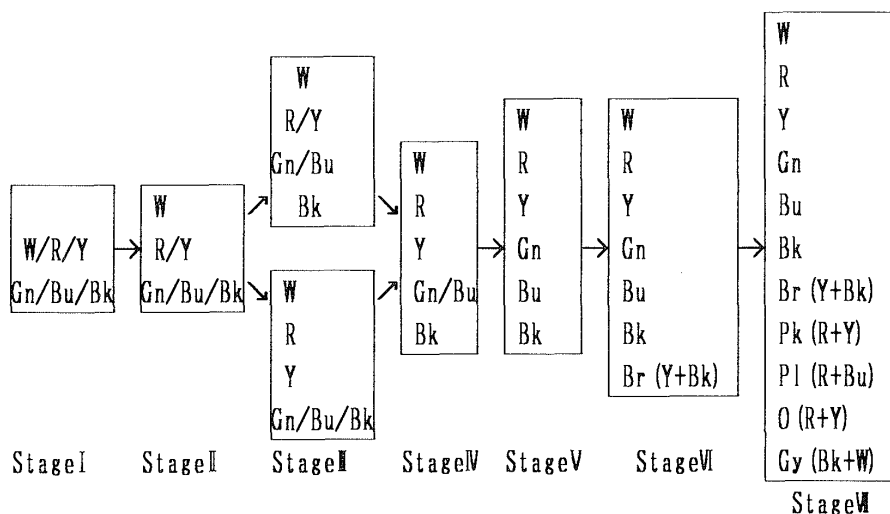 W/R/Y
Gn/Bu/Bk
StageⅠ
W
R/Y
Gn/Bu/Bk
StageⅡ
W
R/Y
Gn/Bu
Bk
W
R
Y
Gn/Bu/Bk
StageⅢ
W
R
Y
Gn/Bu
Bk
StageⅣ
W
R
Y
Gn
Bu
Bk
StageⅤ
W
R
Y
Gn
Bu
Bk
Br (Y+Bk)
StageⅥ
W
R
Y
Gn
Bu
Bk
Br (Y+Bk)
Pk (R+Y)
Pl (R+Bu)
O (R+Y)
Gy (Bk+W)
StageⅦ